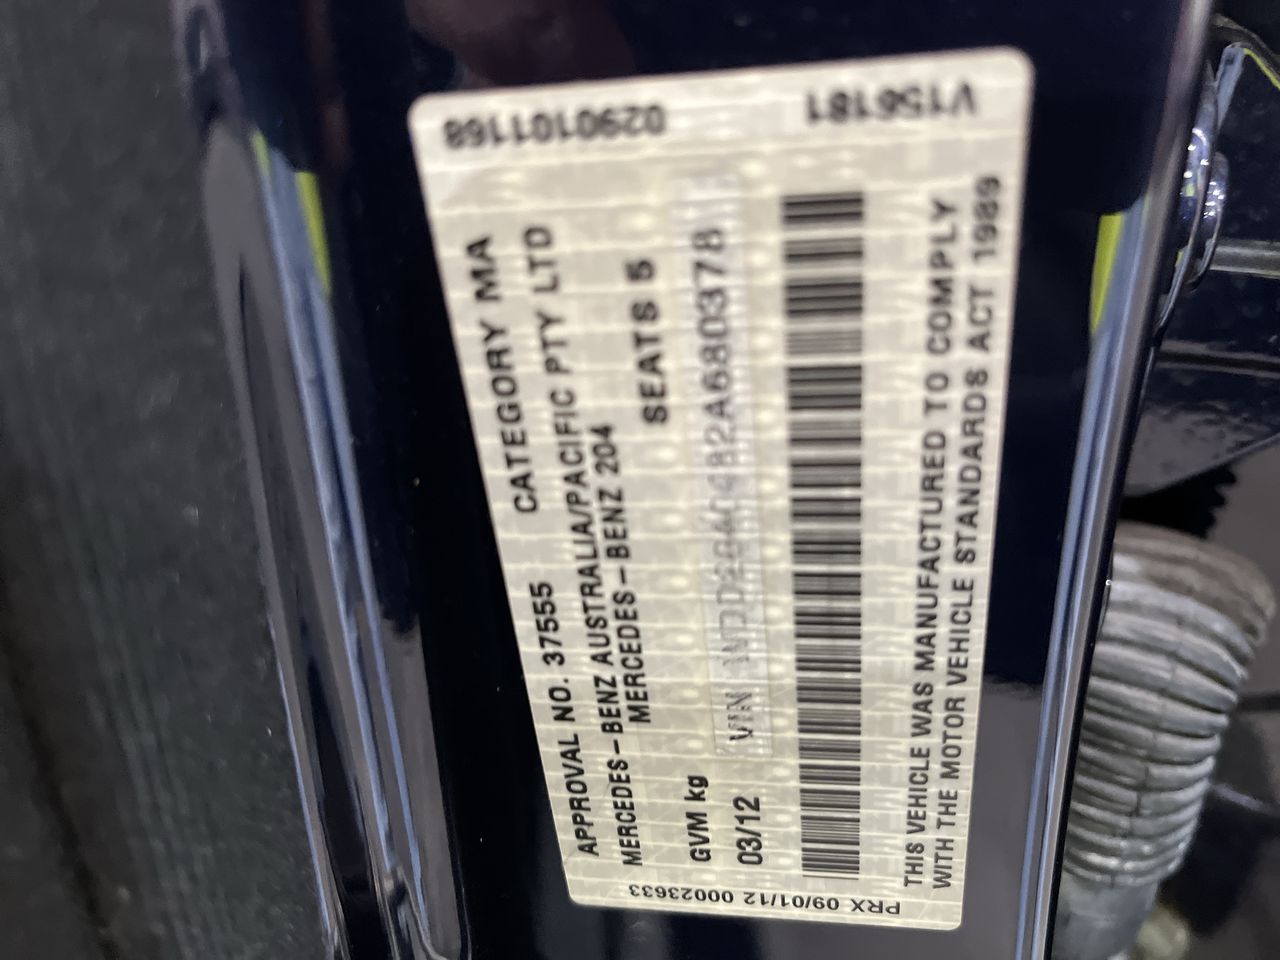 0290101168
V156181
APPROVAL NO. 37555 CATEGORY MA
MERCEDES-BENZ AUSTRALIA/PACIFIC PTY LTD
MERCEDES-BENZ 204
GVM kg SEATS 5
03/12 VIN WDD2040482A680378
THIS VEHICLE WAS MANUFACTURED TO COMPLY
WITH THE MOTOR VEHICLE STANDARDS ACT 1989
PRX 09/01/12 00023633